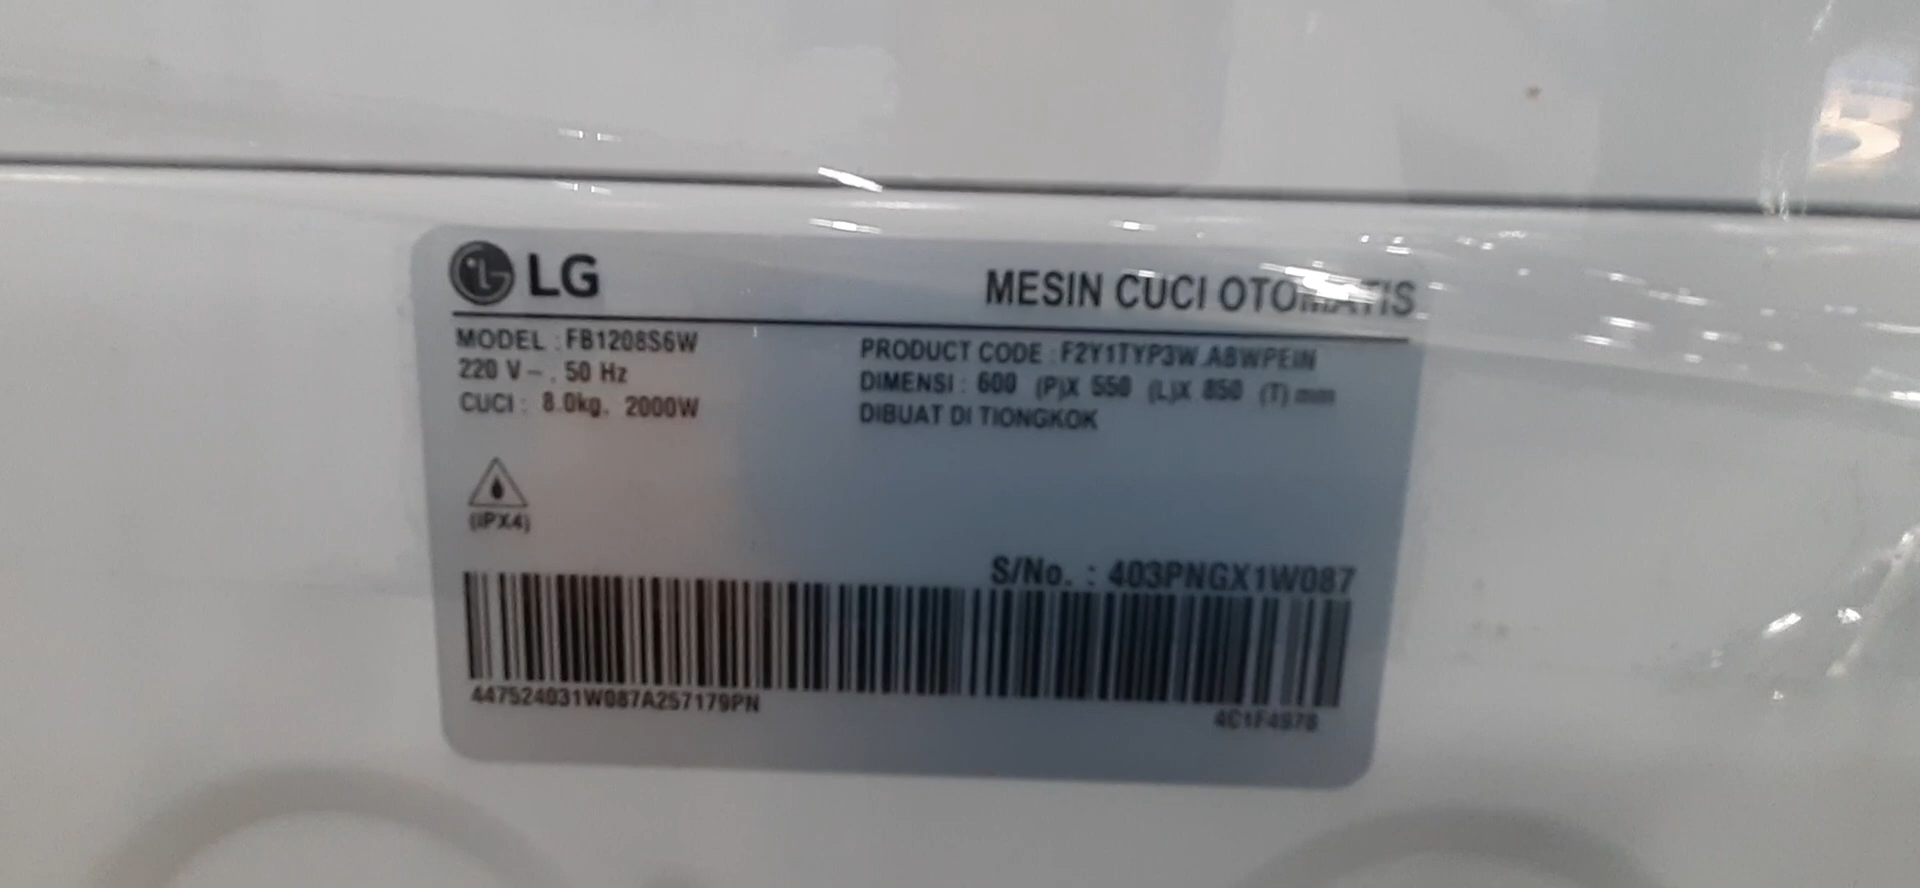 LG
MESIN CUCI OTOMATIS
MODEL : FB1208S6W
220 V~, 50 Hz
CUCI : 8.0kg, 2000W
PRODUCT CODE : F2Y1TYP3W.ABWPEIN
DIMENSI : 600 (P)X 550 (L)X 850 (T) mm
DIBUAT DI TIONGKOK
(IPX4)
S/No. : 403PNGX1W087
447524031W087A257179PN